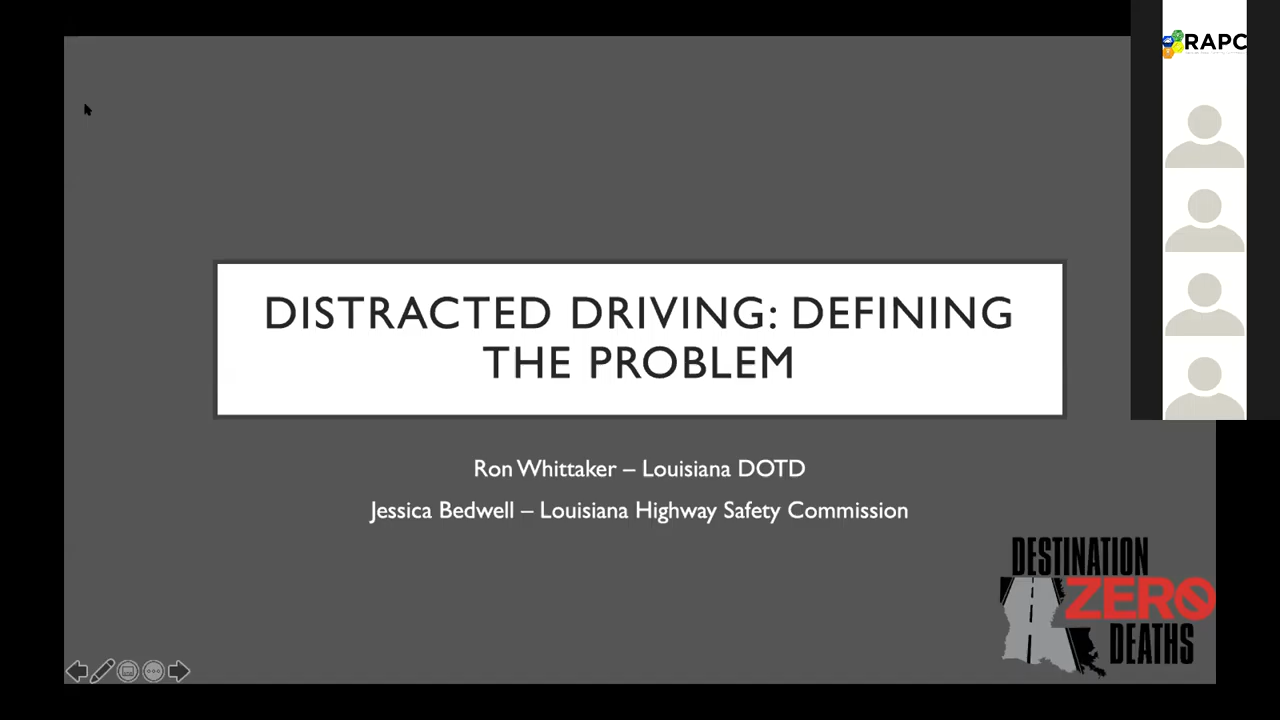 RAPC
DISTRACTED DRIVING: DEFINING
THE PROBLEM
Ron Whittaker – Louisiana DOTD
Jessica Bedwell – Louisiana Highway Safety Commission
DESTINATION
ZERO
DEATHS